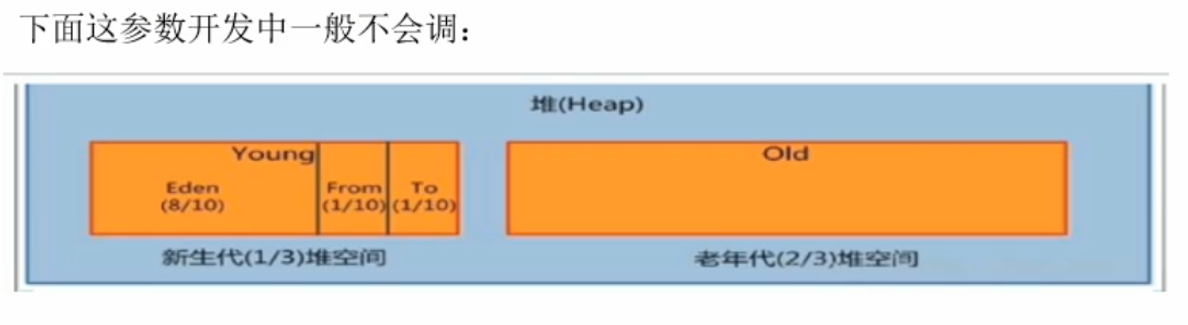 下面这参数开发中一般不会调：
堆(Heap)
Young
Old
Eden
(8/10)
From
(1/10)
To
(1/10)
新生代(1/3)堆空间
老年代(2/3)堆空间